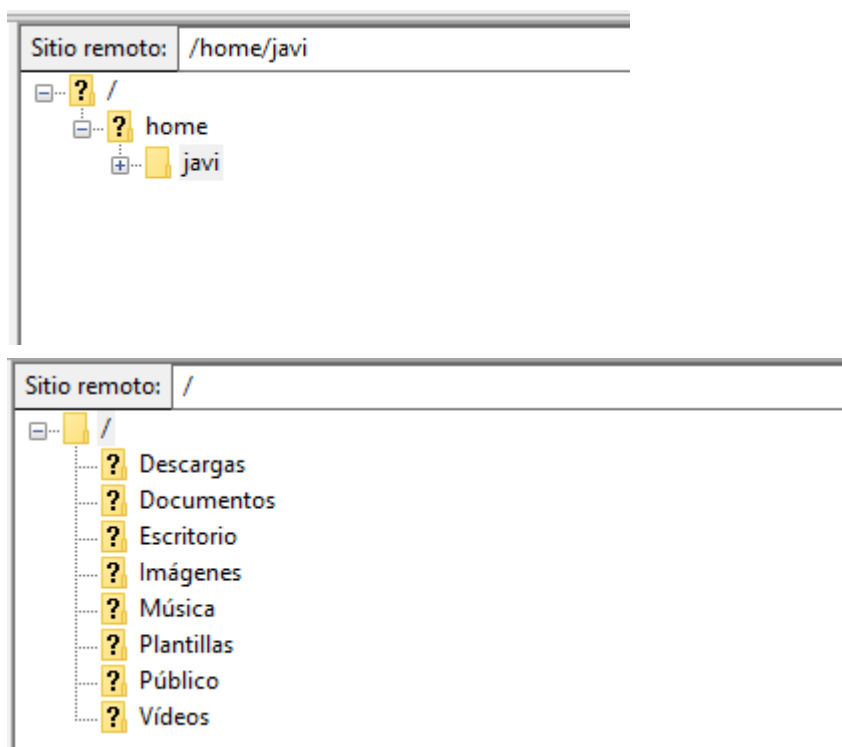 Sitio remoto: /home/javi
/
home
javi
Sitio remoto: /
/
Descargas
Documentos
Escritorio
Imágenes
Música
Plantillas
Público
Vídeos